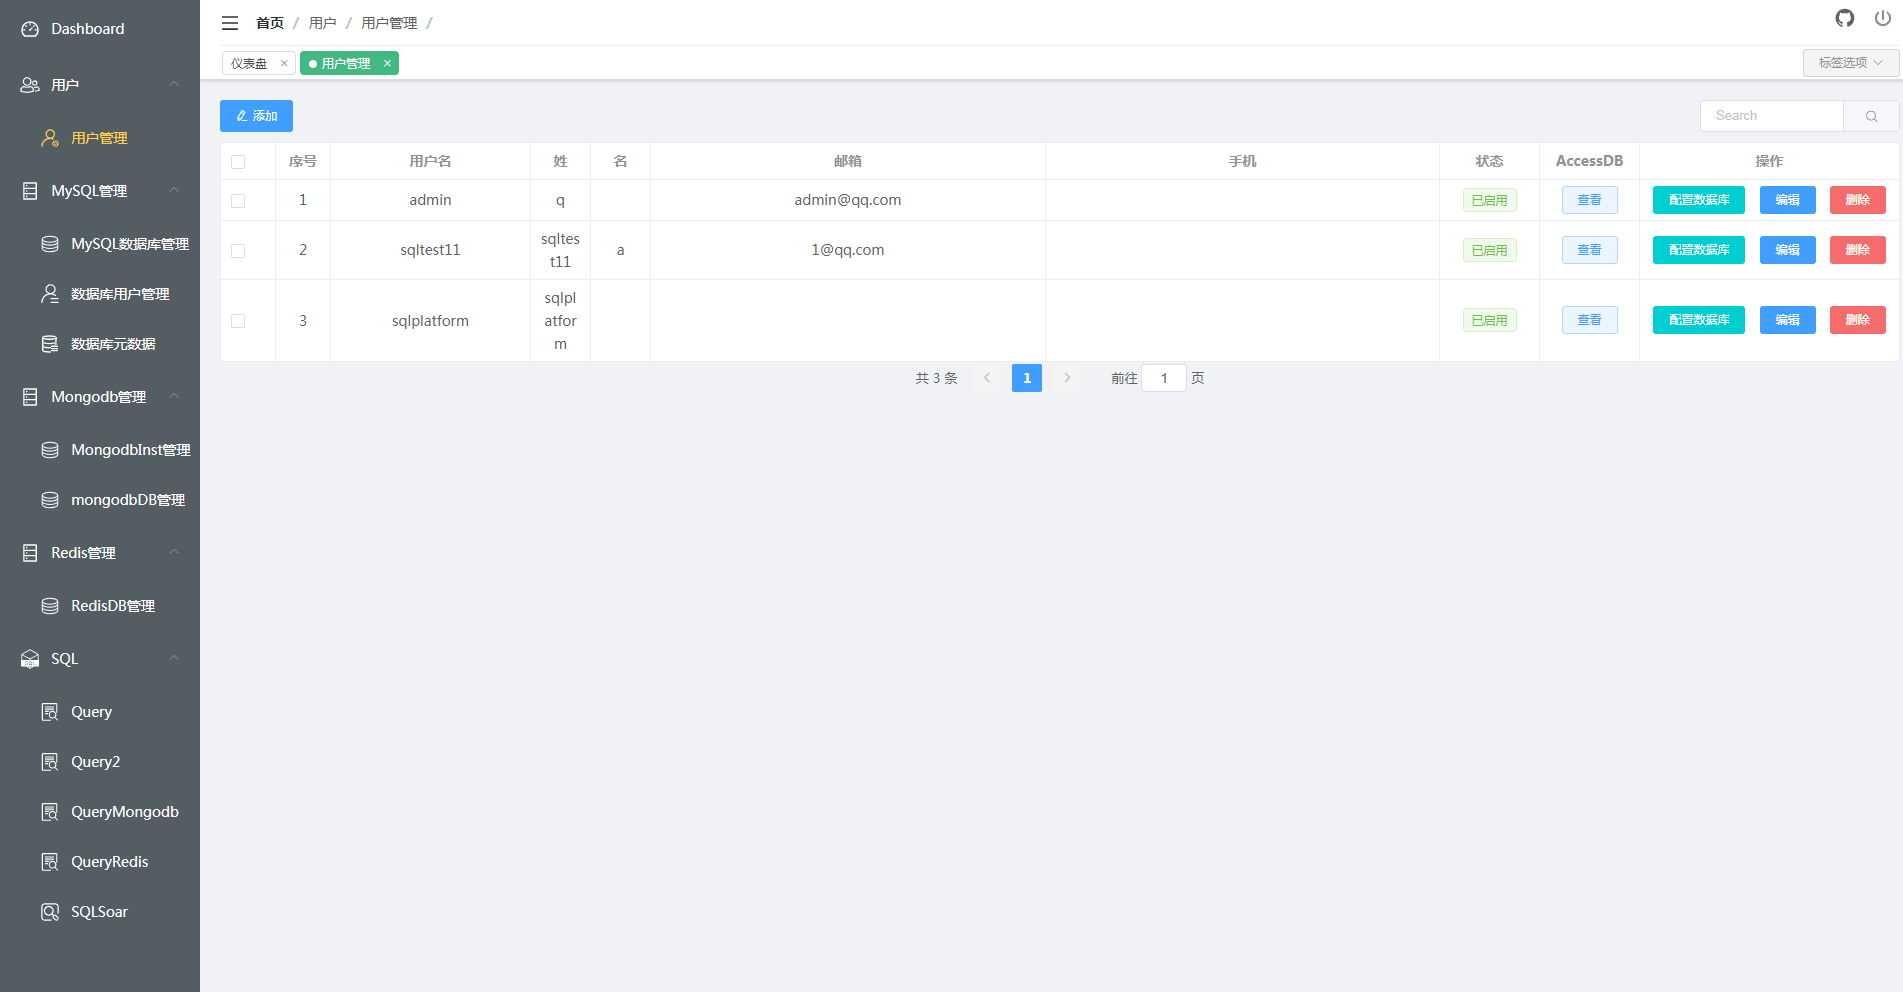 Dashboard
用户
用户管理
MySQL管理
MySQL数据库管理
数据库用户管理
数据库元数据
Mongodb管理
MongodbInst管理
mongodbDB管理
Redis管理
RedisDB管理
SQL
Query
Query2
QueryMongodb
QueryRedis
SQLSoar
首页 / 用户 / 用户管理 /
仪表盘 × 用户管理 × 标签选项
添加 Search
序号 用户名 姓 名 邮箱 手机 状态 AccessDB 操作
1 admin q admin@qq.com 已启用 查看 配置数据库 编辑 删除
2 sqltest11 sqltes a 1@qq.com 已启用 查看 配置数据库 编辑 删除
t11
3 sqlplatform sqlpl 已启用 查看 配置数据库 编辑 删除
atfor
m
共 3 条 < 1 > 前往 1 页